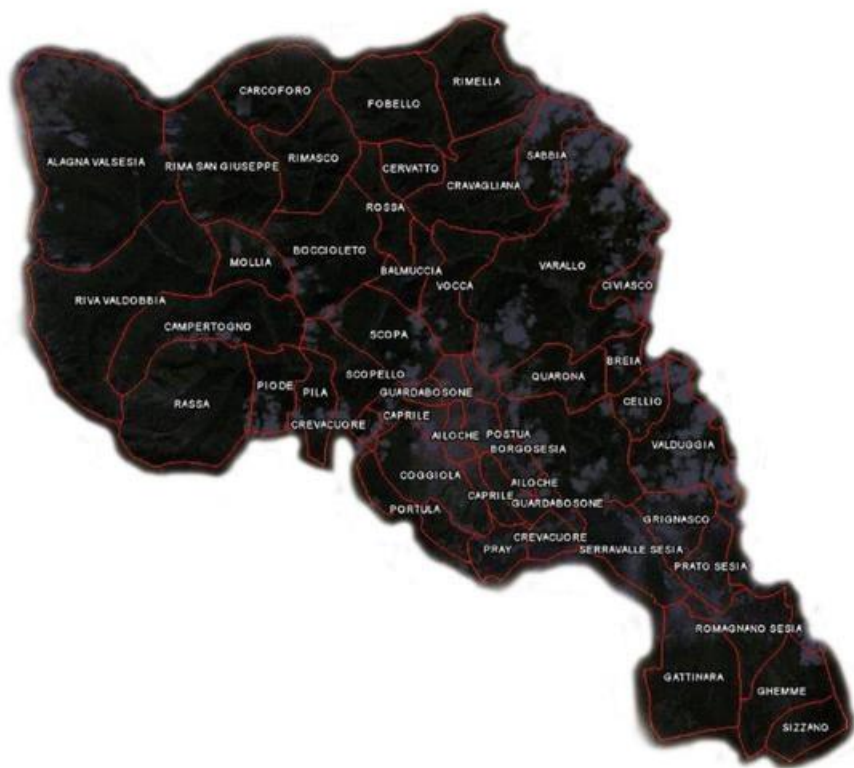 RIMELLA
CARCOFORO
FOBELLO
ALAGNA VALSESIA
RIMA SAN GIUSEPPE
RIMASCO
CERVATTO
SABBIA
CRAVAGLIANA
ROSSA
BOCCIOLETO
MOLLIA
BALMUCCIA
VARALLO
VOCCA
CIVIASCO
RIVA VALDOBBIA
CAMPERTOGNO
SCOPA
BREIA
SCOPELLO
QUARONA
PIODE
PILA
GUARDABOSONE
CELLIO
RASSA
CREVACUORE
CAPRILE
AILOCHE
POSTUA
VALDUGGIA
BORGOSESIA
COGGIOLA
AILOCHE
CAPRILE
GUARDABOSONE
PORTULA
GRIGNASCO
CREVACUORE
PRAY
SERRAVALLE SESIA
PRATO SESIA
ROMAGNANO SESIA
GATTINARA
GHEMME
SIZZANO